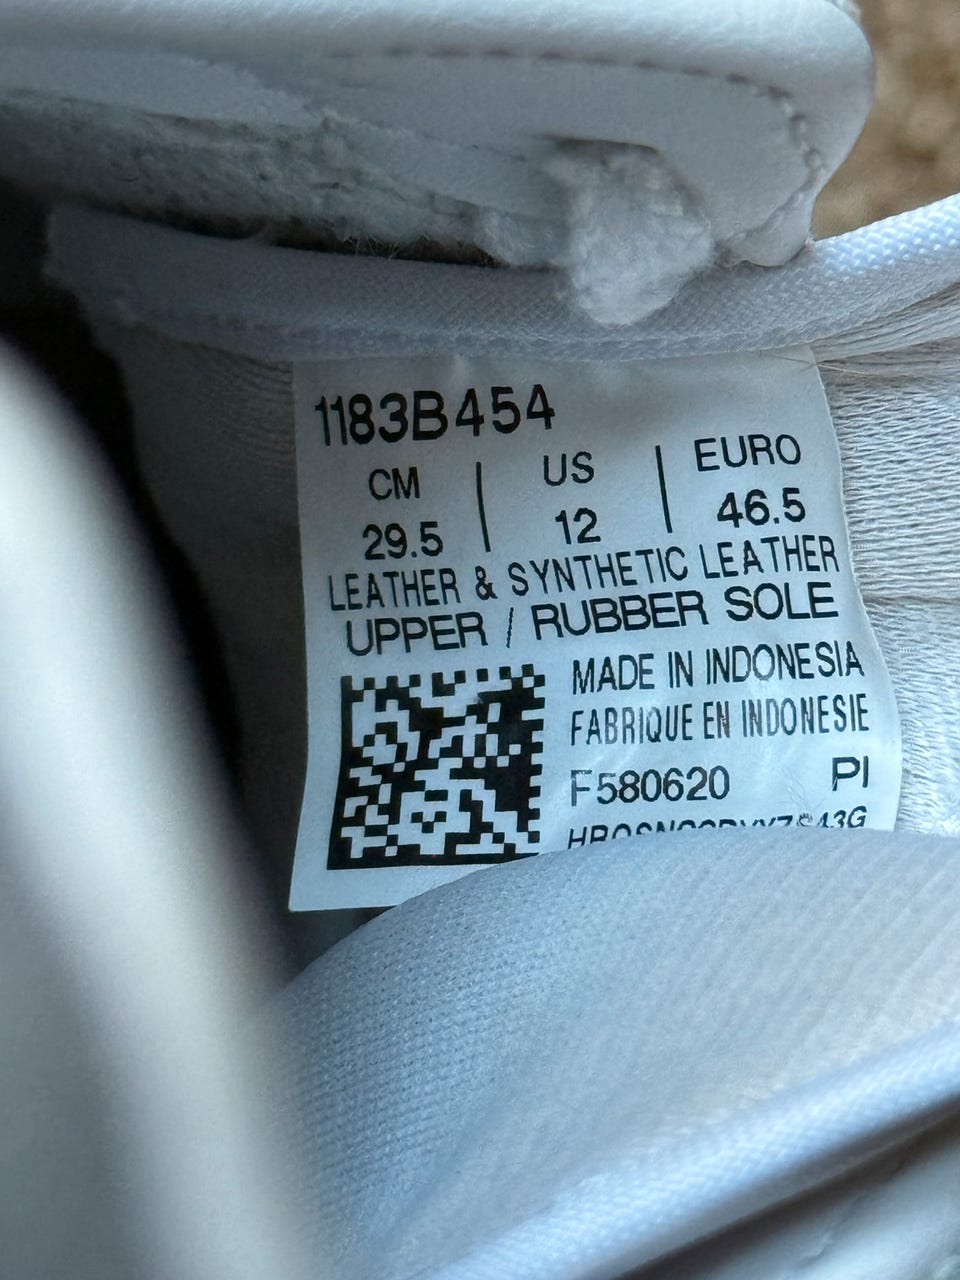 1183B454
CM | US | EURO
29.5 | 12 | 46.5
LEATHER & SYNTHETIC LEATHER
UPPER / RUBBER SOLE
MADE IN INDONESIA
FABRIQUE EN INDONESIE
F580620 PI